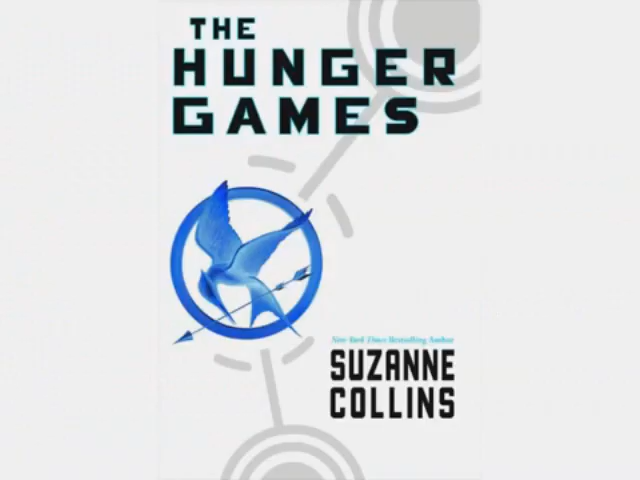 THE
HUNGER
GAMES
New York Times Bestselling Author
SUZANNE
COLLINS